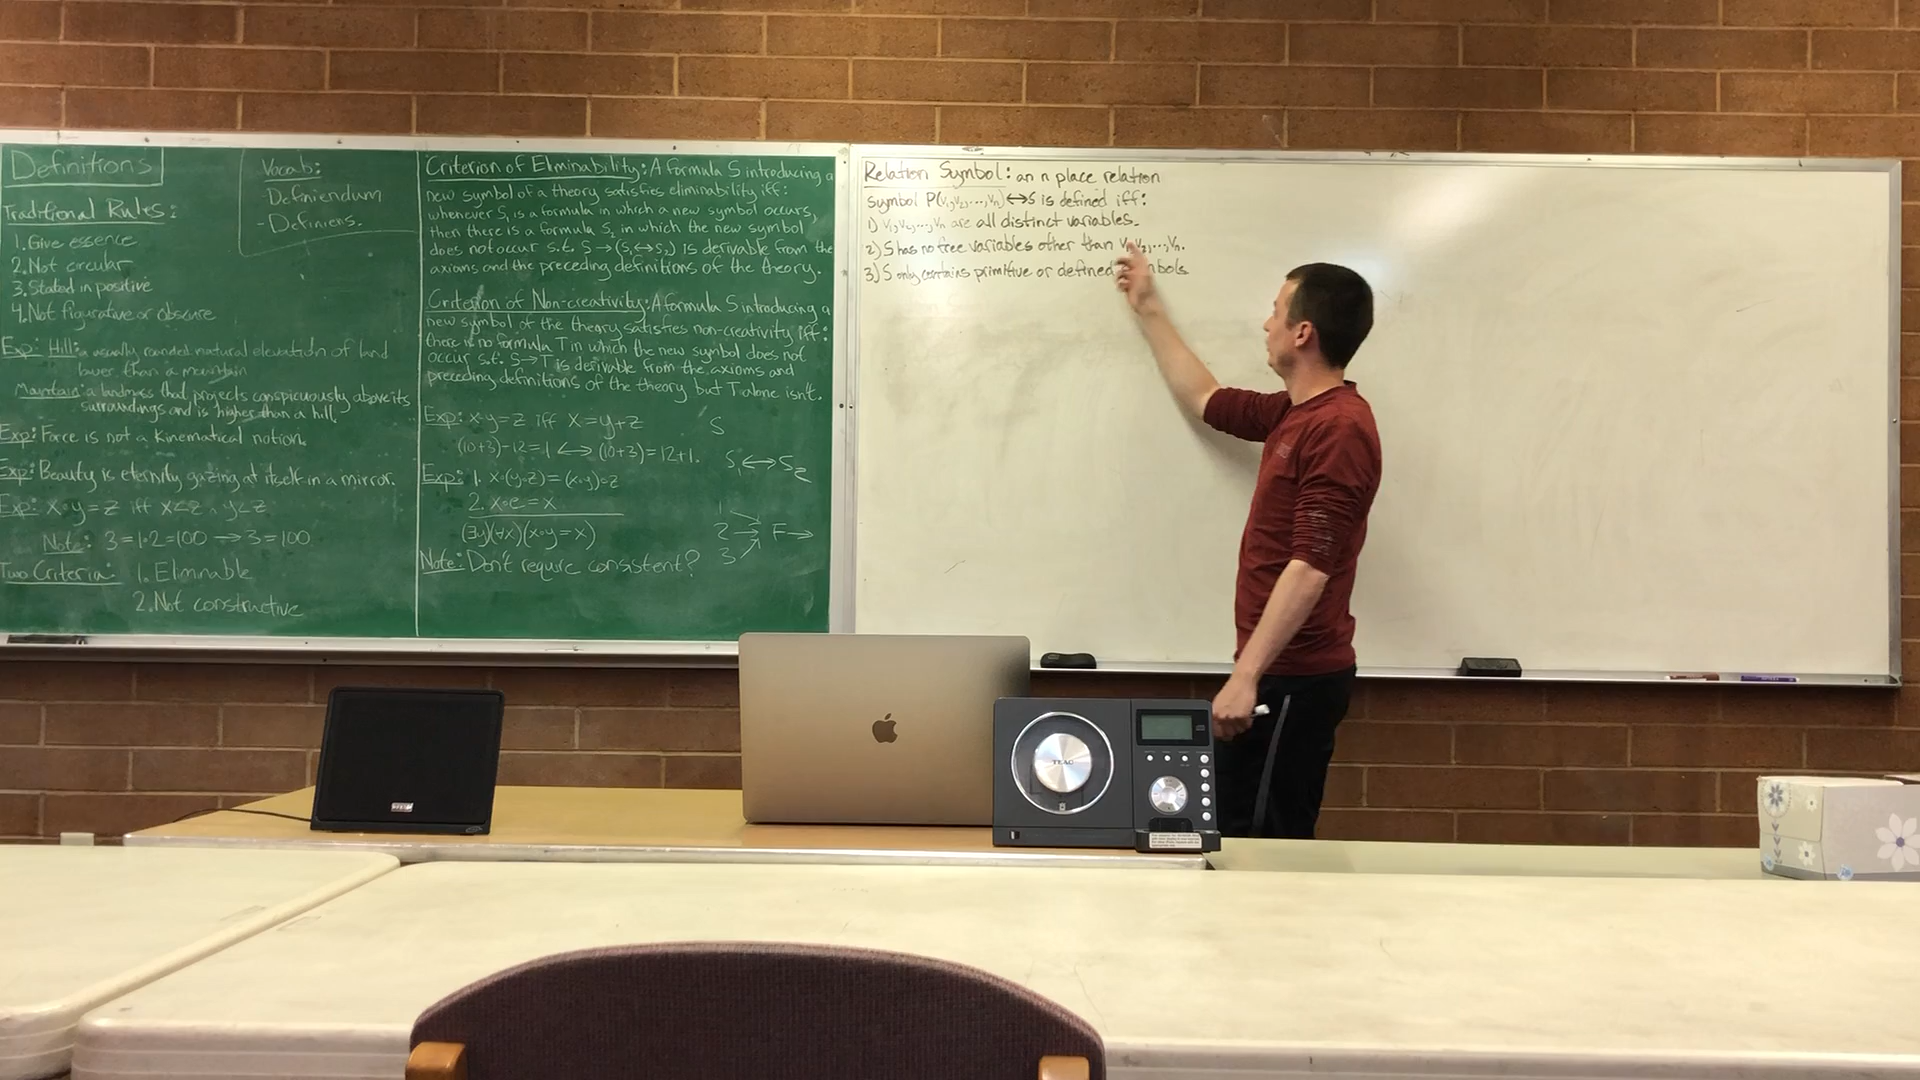 Definitions
Vocab:
- Definiendum
- Definiens.
Traditional Rules:
1. Give essence
2. Not circular
3. Stated in positive
4. Not figurative or obscure
Exp: Hill: a usually rounded natural elevation of land
lower than a mountain
Mountain: a landmass that projects conspicuously above its
surroundings and is higher than a hill.
Exp: Force is not a kinematical notion.
Exp: Beauty is eternity gazing at itself in a mirror.
Exp: x∘y=z iff x<z ∧ y<z
Note: 3=1∘2=100 → 3=100
Two Criteria: 1. Eliminable
2. Not constructive
Criterion of Elminability: A formula S introducing a
new symbol of a theory satisfies eliminability iff:
whenever S₁ is a formula in which a new symbol occurs,
then there is a formula S₂ in which the new symbol
does not occur s.t. S→(S₁↔S₂) is derivable from the
axioms and the preceding definitions of the theory.
Criterion of Non-creativity: A formula S introducing a
new symbol of the theory satisfies non-creativity iff:
there is no formula T in which the new symbol does not
occur s.t. S→T is derivable from the axioms and
preceding definitions of the theory but T alone isn't.
Exp: x-y=z iff x=y+z
(10+3)-12=1 ↔ (10+3)=12+1.
Exp: 1. x∘(y∘z)=(x∘y)∘z
2. x∘e=x
(∃y)(∀x)(x∘y=x)
Note: Don't require consistent?
S
S₁↔S₂
1
2 → F →
3
Relation Symbol: an n place relation
symbol P(v₁,v₂,...,vₙ)↔S is defined iff:
1) v₁,v₂,...,vₙ are all distinct variables.
2) S has no free variables other than v₁,v₂,...,vₙ.
3) S only contains primitive or defined
TEAC